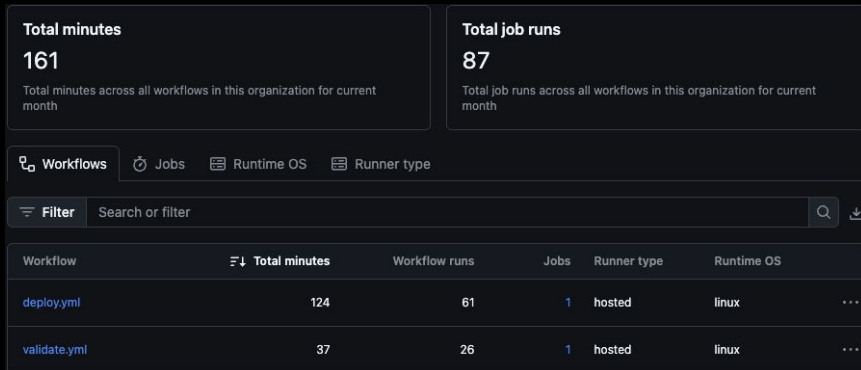 Total minutes
161
Total minutes across all workflows in this organization for current
month
Total job runs
87
Total job runs across all workflows in this organization for current
month
Workflows Jobs Runtime OS Runner type
Filter Search or filter
Workflow Total minutes Workflow runs Jobs Runner type Runtime OS
deploy.yml 124 61 1 hosted linux
validate.yml 37 26 1 hosted linux